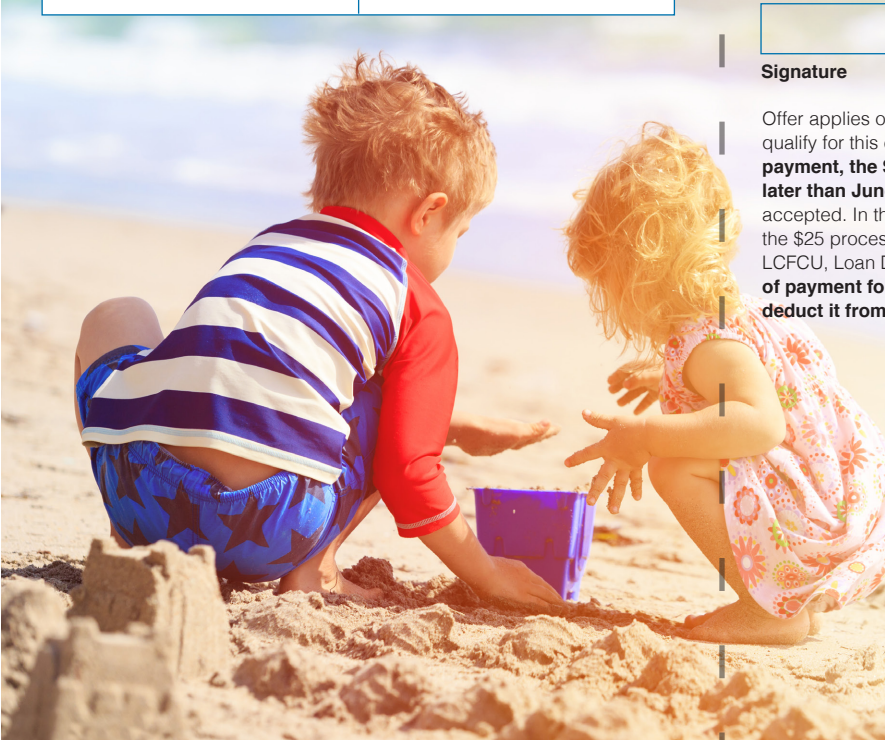 Signature
Offer applies o
qualify for this
payment, the
later than Jun
accepted. In th
the $25 proces
LCFCU, Loan D
of payment fo
deduct it from